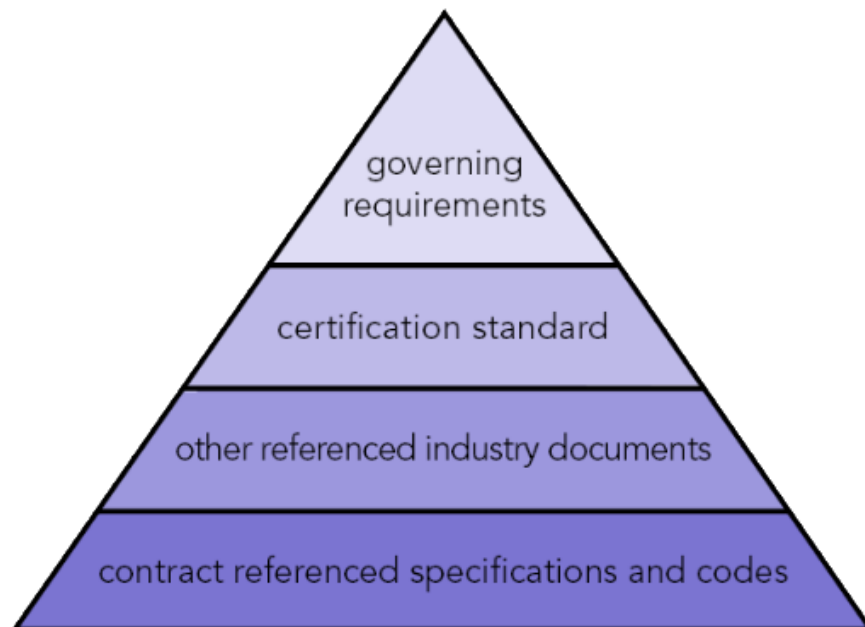 governing
requirements
certification standard
other referenced industry documents
contract referenced specifications and codes